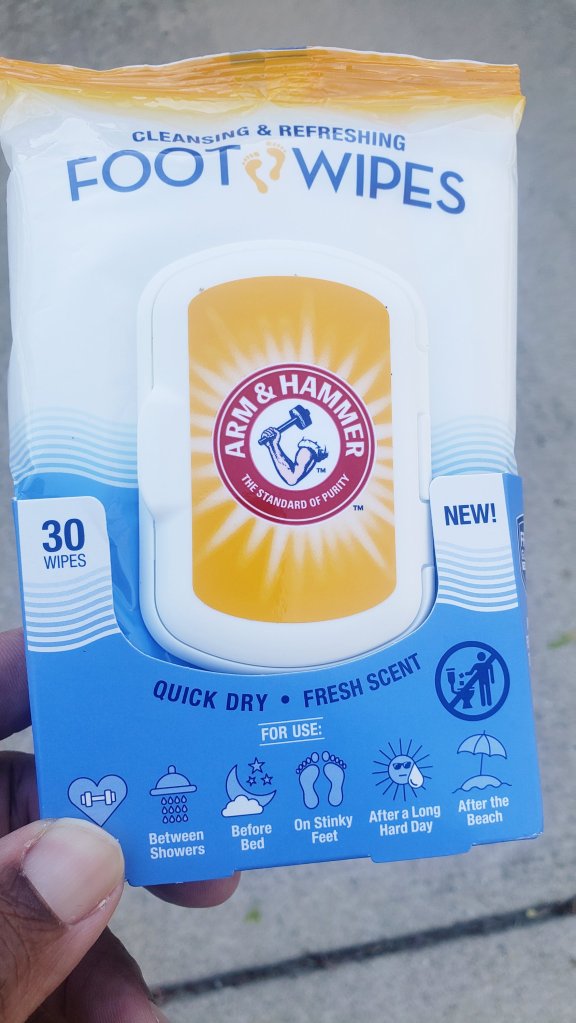 CLEANSING & REFRESHING
FOOT WIPES
ARM & HAMMER
THE STANDARD OF PURITY
TM
TM
30
WIPES
NEW!
QUICK DRY • FRESH SCENT
FOR USE:
Between
Showers
Before
Bed
On Stinky
Feet
After a Long
Hard Day
After the
Beach